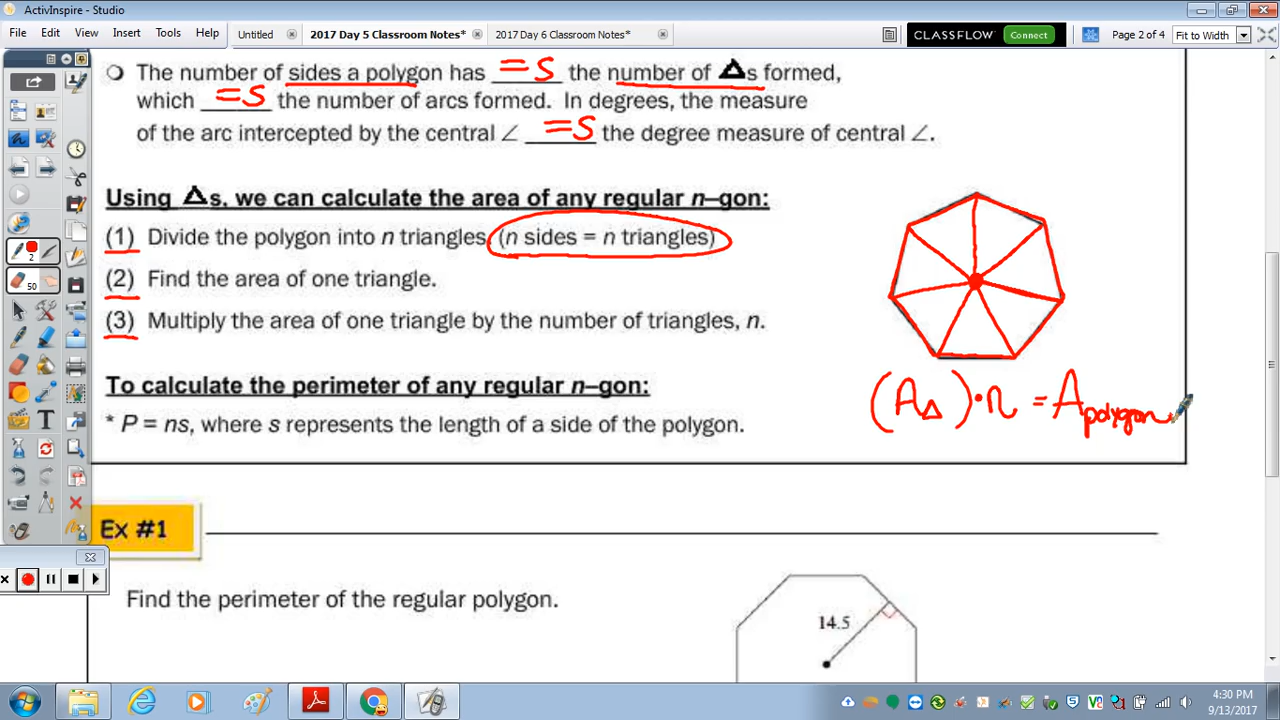 ActivInspire - Studio
File Edit View Insert Tools Help Untitled 2017 Day 5 Classroom Notes* 2017 Day 6 Classroom Notes* CLASSFLOW Connect Page 2 of 4 Fit to Width
The number of sides a polygon has =s the number of Δs formed,
which =s the number of arcs formed. In degrees, the measure
of the arc intercepted by the central ∠ =s the degree measure of central ∠.
Using Δs, we can calculate the area of any regular n–gon:
(1) Divide the polygon into n triangles (n sides = n triangles)
(2) Find the area of one triangle.
(3) Multiply the area of one triangle by the number of triangles, n.
(A△)·n = Apolygon
To calculate the perimeter of any regular n–gon:
* P = ns, where s represents the length of a side of the polygon.
Ex #1
Find the perimeter of the regular polygon.
14.5
2
50
4:30 PM
9/13/2017